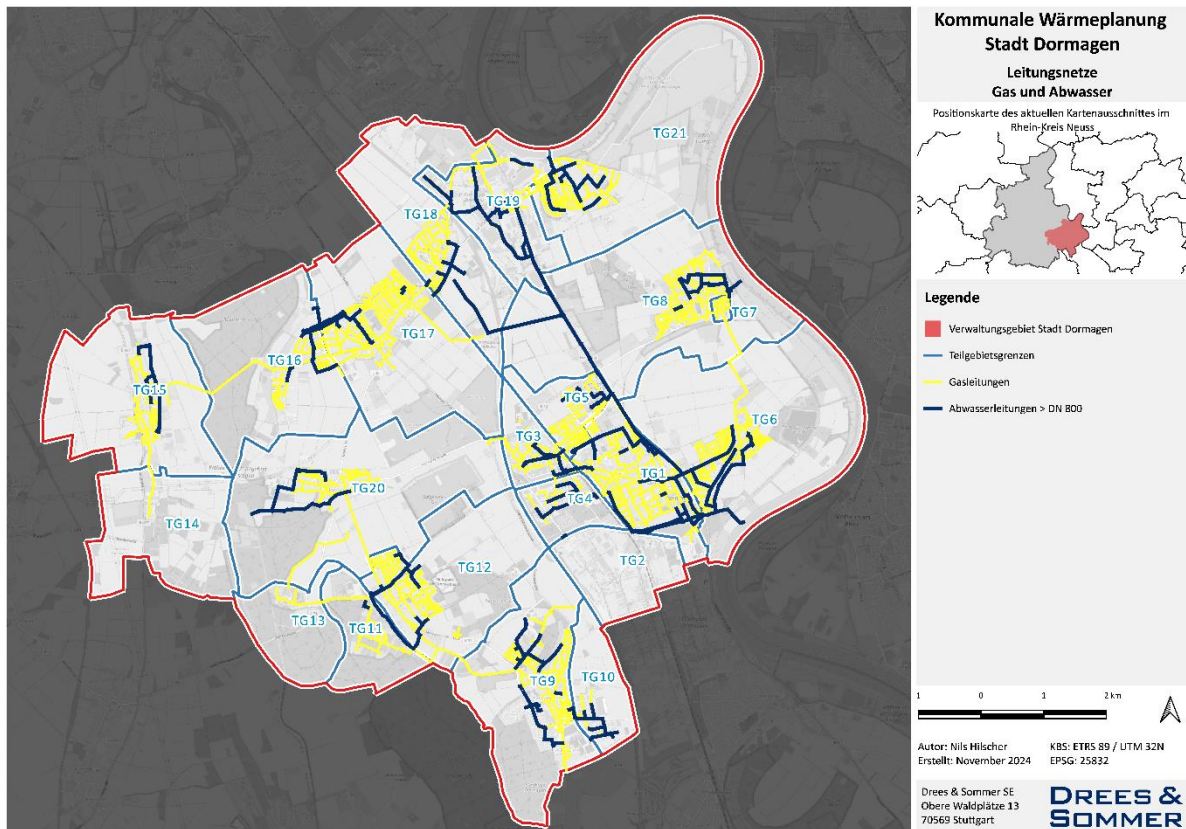 Kommunale Wärmeplanung
Stadt Dormagen
Leitungsnetze
Gas und Abwasser
Positionskarte des aktuellen Kartenausschnittes im
Rhein-Kreis Neuss
Legende
Verwaltungsgebiet Stadt Dormagen
Teilgebietsgrenzen
Gasleitungen
Abwasserleitungen > DN 800
1 0 1 2 km
Autor: Nils Hilscher KBS: ETRS 89 / UTM 32N
Erstellt: November 2024 EPSG: 25832
Drees & Sommer SE
Obere Waldplätze 13
70569 Stuttgart
DREES &
SOMMER
TG21
TG19
TG18
TG8
TG7
TG17
TG16
TG15
TG5
TG6
TG3
TG1
TG20
TG4
TG14
TG2
TG12
TG13
TG11
TG9
TG10